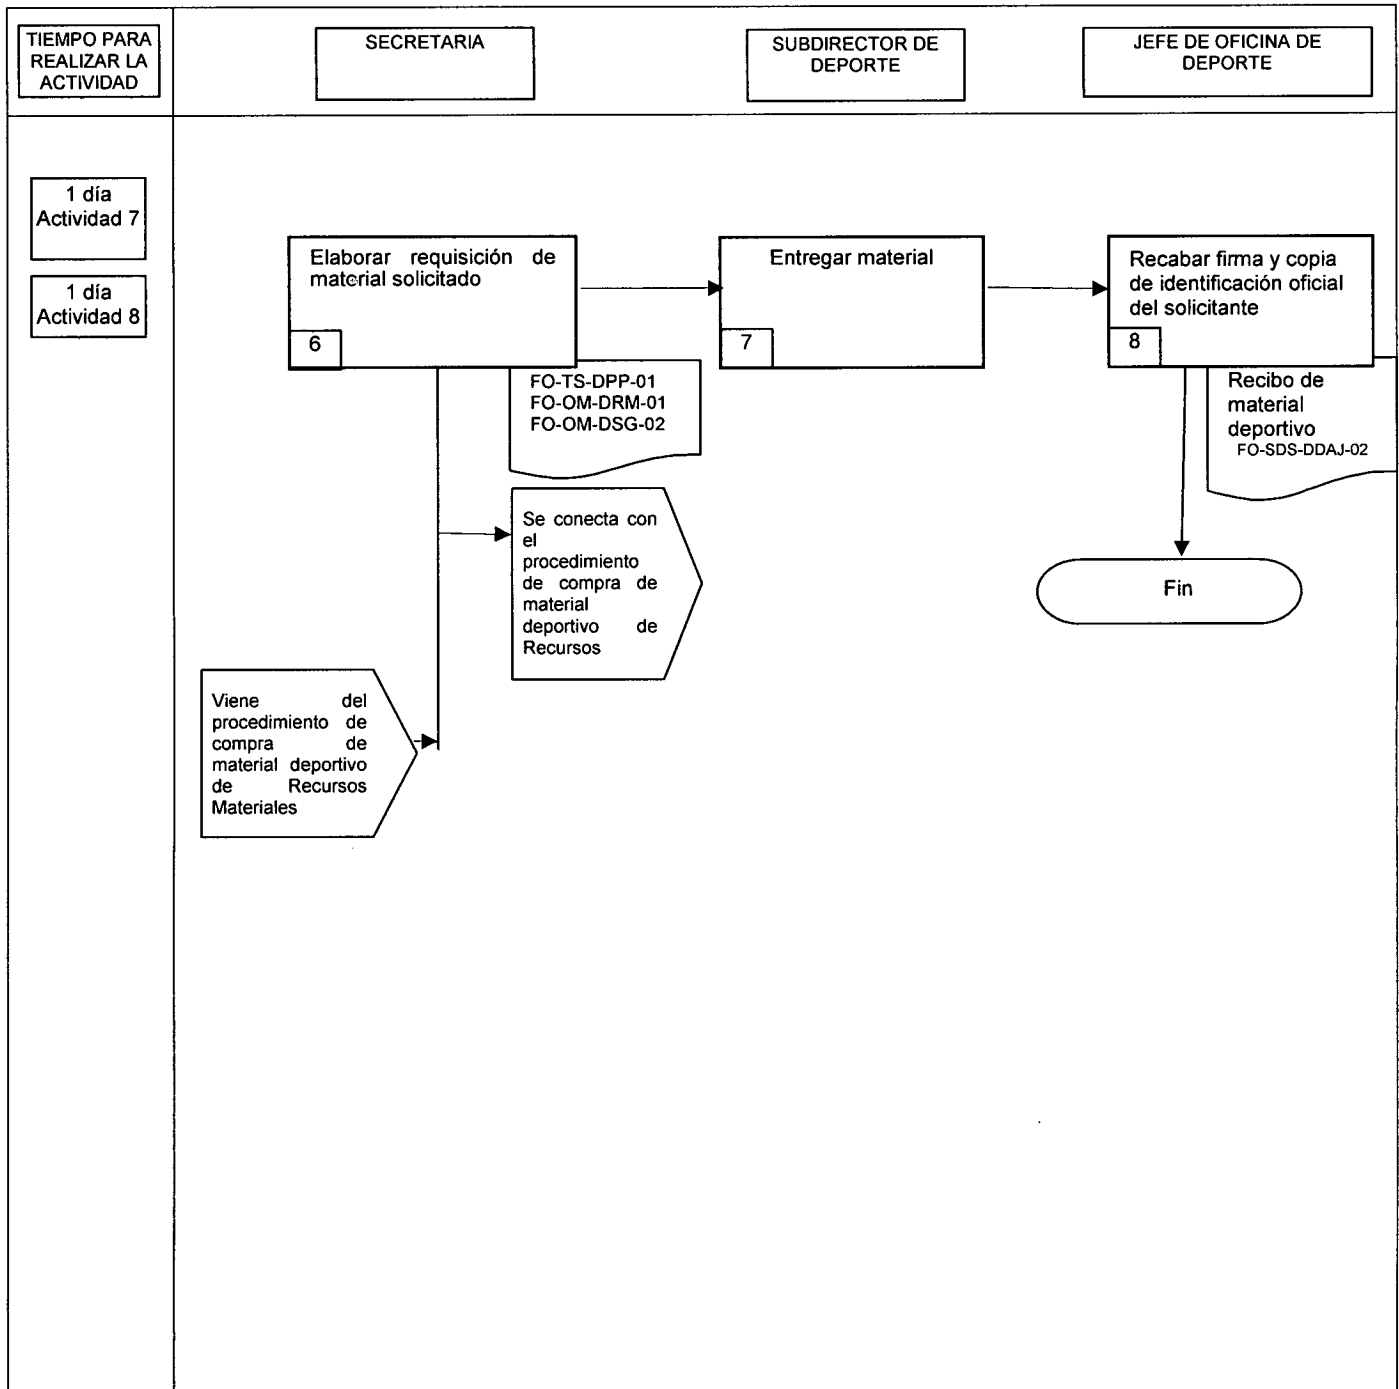 TIEMPO PARA
REALIZAR LA
ACTIVIDAD
SECRETARIA
SUBDIRECTOR DE
DEPORTE
JEFE DE OFICINA DE
DEPORTE
1 día
Actividad 7
1 día
Actividad 8
Elaborar requisición de
material solicitado
6
Entregar material
7
Recabar firma y copia
de identificación oficial
del solicitante
8
FO-TS-DPP-01
FO-OM-DRM-01
FO-OM-DSG-02
Recibo de
material
deportivo
FO-SDS-DDAJ-02
Se conecta con
el
procedimiento
de compra de
material
deportivo de
Recursos
Fin
Viene del
procedimiento de
compra de
material deportivo
de Recursos
Materiales